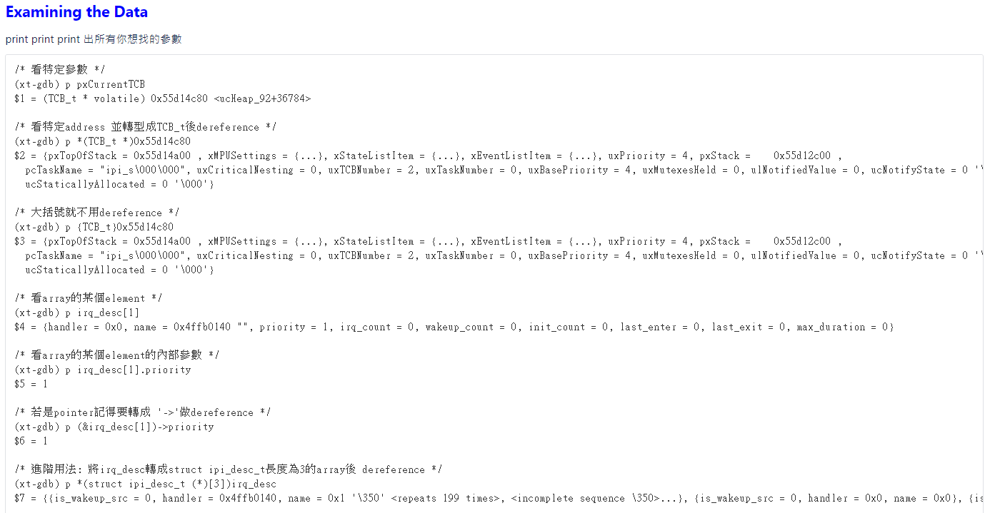 Examining the Data
print print print 出所有你想找的參數
/* 看特定參數 */
(xt-gdb) p pxCurrentTCB
$1 = (TCB_t * volatile) 0x55d14c80 <ucHeap_92+36784>
/* 看特定address 並轉型成TCB_t後dereference */
(xt-gdb) p *(TCB_t *)0x55d14c80
$2 = {pxTopOfStack = 0x55d14a00 , xMPUSettings = {...}, xStateListItem = {...}, xEventListItem = {...}, uxPriority = 4, pxStack =    0x55d12c00 ,
pcTaskName = "ipi_s\000\000", uxCriticalNesting = 0, uxTCBNumber = 2, uxTaskNumber = 0, uxBasePriority = 4, uxMutexesHeld = 0, ulNotifiedValue = 0, ucNotifyState = 0 '\
ucStaticallyAllocated = 0 '\000'}
/* 大括號就不用dereference */
(xt-gdb) p {TCB_t}0x55d14c80
$3 = {pxTopOfStack = 0x55d14a00 , xMPUSettings = {...}, xStateListItem = {...}, xEventListItem = {...}, uxPriority = 4, pxStack =    0x55d12c00 ,
pcTaskName = "ipi_s\000\000", uxCriticalNesting = 0, uxTCBNumber = 2, uxTaskNumber = 0, uxBasePriority = 4, uxMutexesHeld = 0, ulNotifiedValue = 0, ucNotifyState = 0 '\
ucStaticallyAllocated = 0 '\000'}
/* 看array的某個element */
(xt-gdb) p irq_desc[1]
$4 = {handler = 0x0, name = 0x4ffb0140 "", priority = 1, irq_count = 0, wakeup_count = 0, init_count = 0, last_enter = 0, last_exit = 0, max_duration = 0}
/* 看array的某個element的內部參數 */
(xt-gdb) p irq_desc[1].priority
$5 = 1
/* 若是pointer記得要轉成 '->'做dereference */
(xt-gdb) p (&irq_desc[1])->priority
$6 = 1
/* 進階用法: 將irq_desc轉成struct ipi_desc_t長度為3的array後 dereference */
(xt-gdb) p *(struct ipi_desc_t (*)[3])irq_desc
$7 = {{is_wakeup_src = 0, handler = 0x4ffb0140, name = 0x1 '\350' <repeats 199 times>, <incomplete sequence \350>...}, {is_wakeup_src = 0, handler = 0x0, name = 0x0}, {is